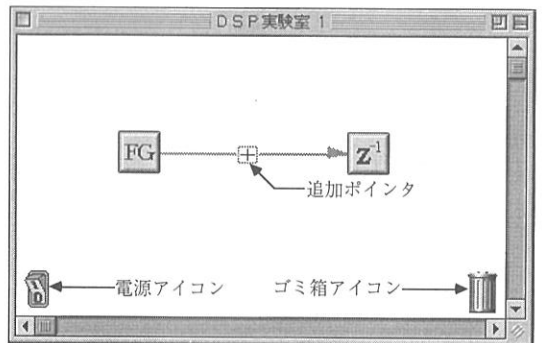 DSP実験室 1
FG
Z⁻¹
追加ポインタ
電源アイコン
ゴミ箱アイコン